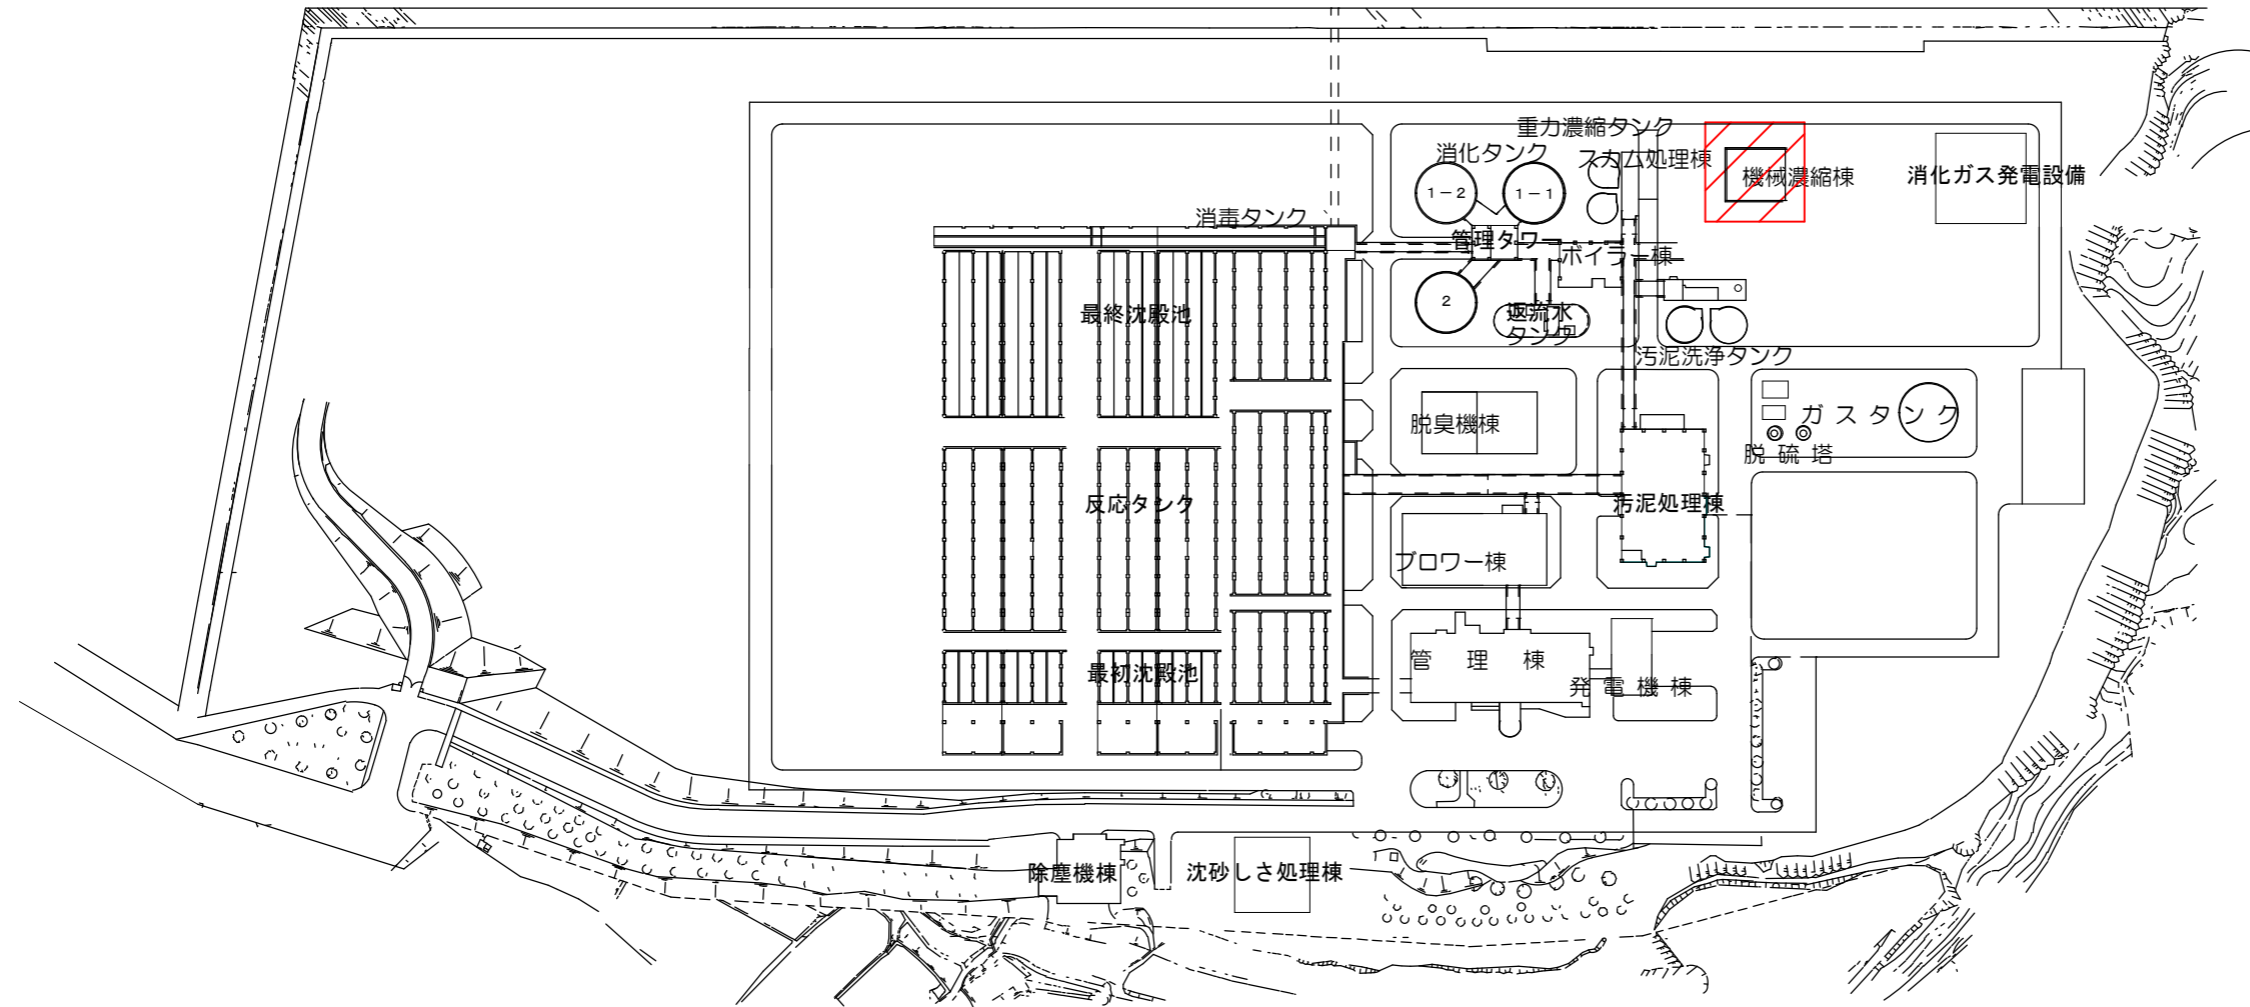 重力濃縮タンク
消化タンク
スカム処理棟
機械濃縮棟
消化ガス発電設備
1-2
1-1
消毒タンク
管理タワー
ボイラー棟
最終沈殿池
2
返流水
タンク
汚泥洗浄タンク
脱臭機棟
ガスタンク
脱硫塔
反応タンク
汚泥処理棟
ブロワー棟
最初沈殿池
管理棟
発電機棟
除塵機棟
沈砂しさ処理棟